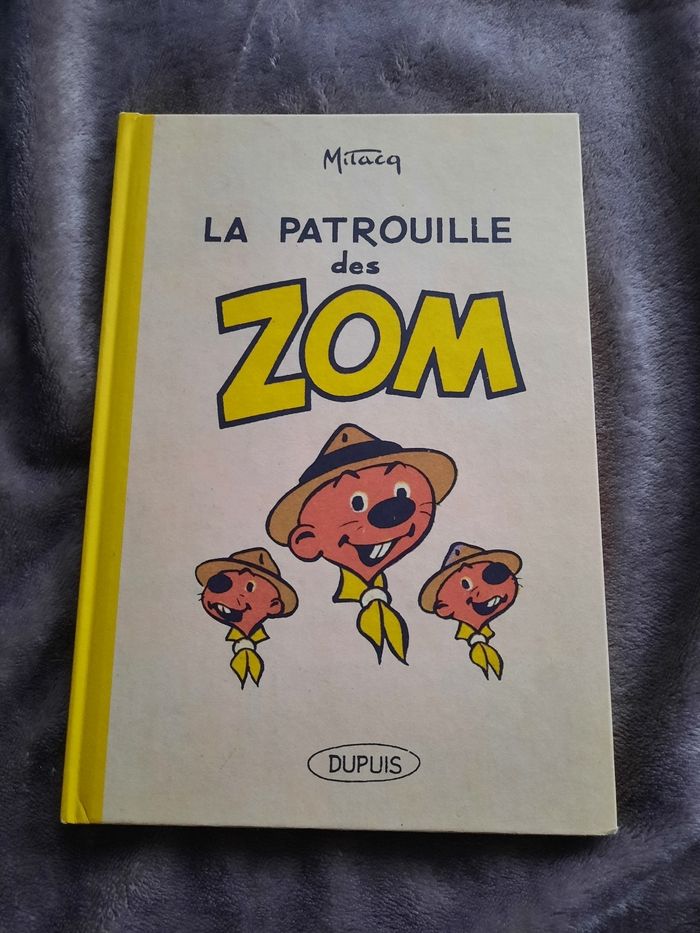 MiTacq
LA PATROUILLE
des
ZOM
DUPUIS